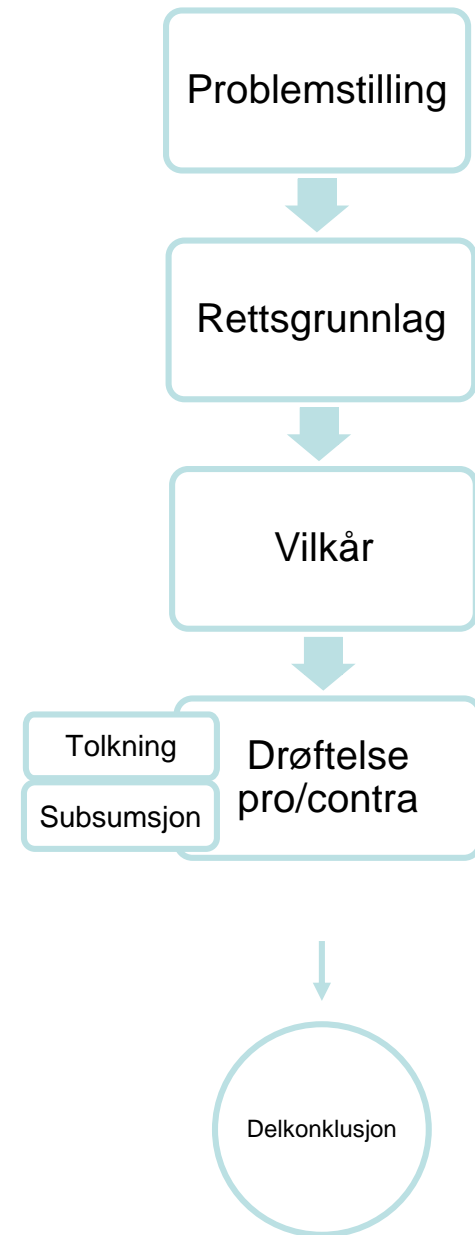 Problemstilling
Rettsgrunnlag
Vilkår
Tolkning
Subsumsjon
Drøftelse
pro/contra
Delkonklusjon